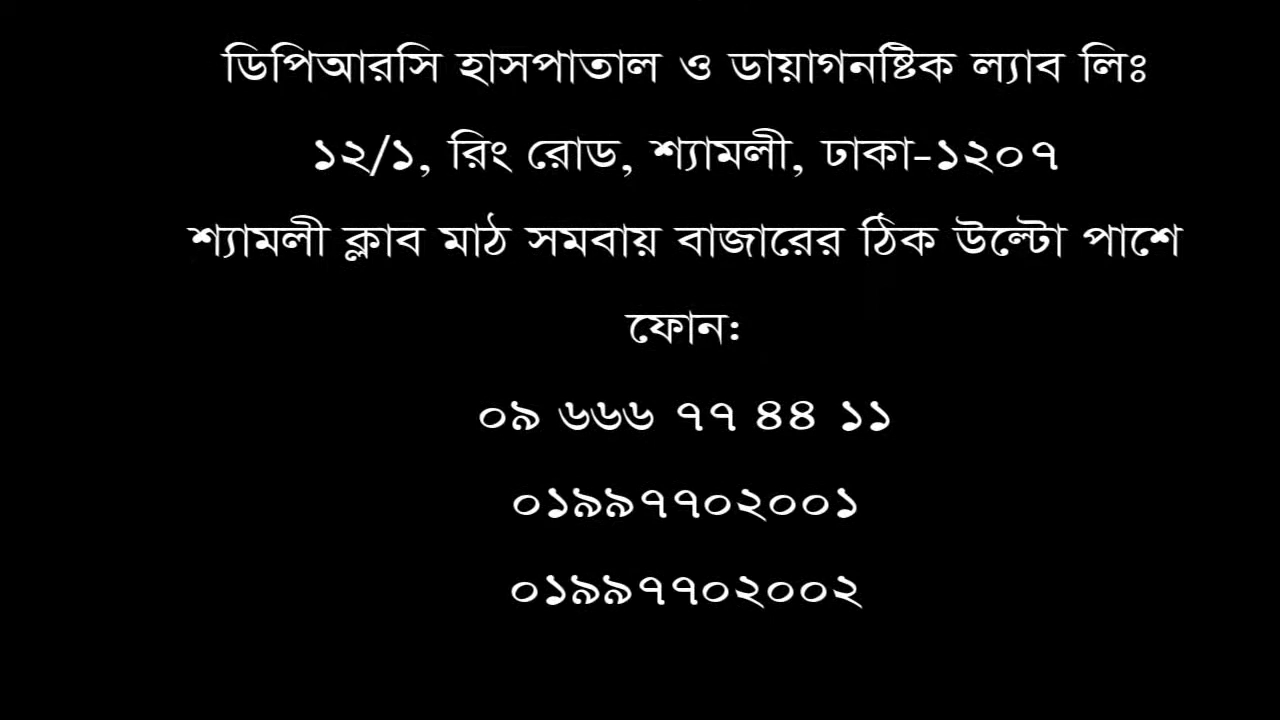 ডিপিআরসি হাসপাতাল ও ডায়াগনষ্টিক ল্যাব লিঃ
১২/১, রিং রোড, শ্যামলী, ঢাকা-১২০৭
শ্যামলী ক্লাব মাঠ সমবায় বাজারের ঠিক উল্টো পাশে
ফোন:
০৯ ৬৬৬ ৭৭ ৪৪ ১১
০১৯৯৭৭০২০০১
০১৯৯৭৭০২০০২